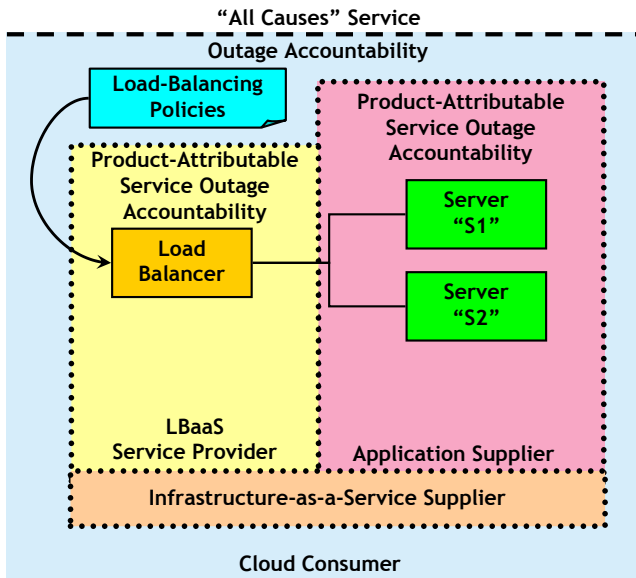 “All Causes” Service
Outage Accountability
Load-Balancing
Policies
Product-Attributable
Service Outage
Accountability
Product-Attributable
Service Outage
Accountability
Server
“S1”
Load
Balancer
Server
“S2”
LBaaS
Service Provider
Application Supplier
Infrastructure-as-a-Service Supplier
Cloud Consumer